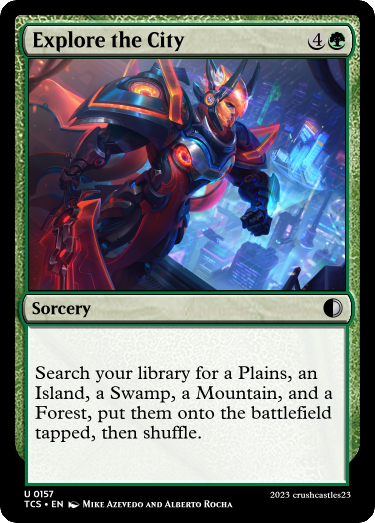 Explore the City 4
Sorcery
Search your library for a Plains, an
Island, a Swamp, a Mountain, and a
Forest, put them onto the battlefield
tapped, then shuffle.
U 0157
TCS • EN Mike Azevedo and Alberto Rocha
2023 crushcastles23